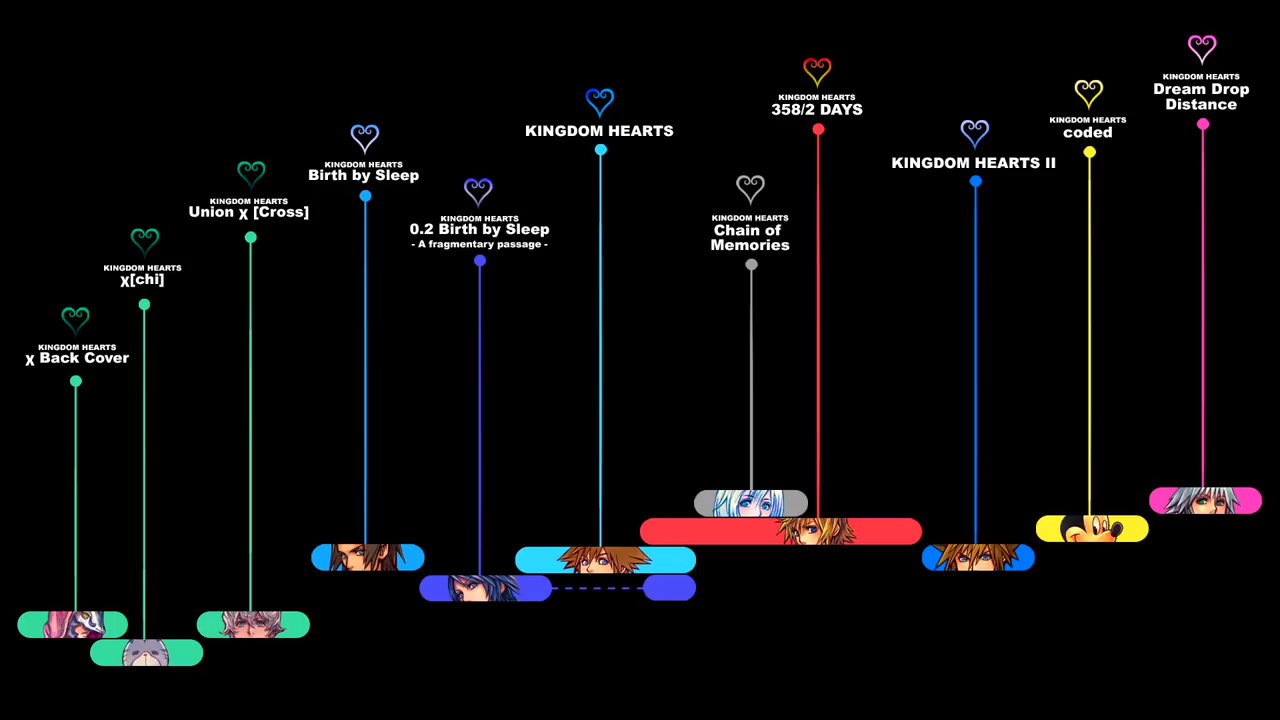 KINGDOM HEARTS
χ Back Cover
KINGDOM HEARTS
χ[chi]
KINGDOM HEARTS
Union χ [Cross]
KINGDOM HEARTS
Birth by Sleep
KINGDOM HEARTS
0.2 Birth by Sleep
- A fragmentary passage -
KINGDOM HEARTS
KINGDOM HEARTS
Chain of
Memories
KINGDOM HEARTS
358/2 DAYS
KINGDOM HEARTS II
KINGDOM HEARTS
coded
KINGDOM HEARTS
Dream Drop
Distance